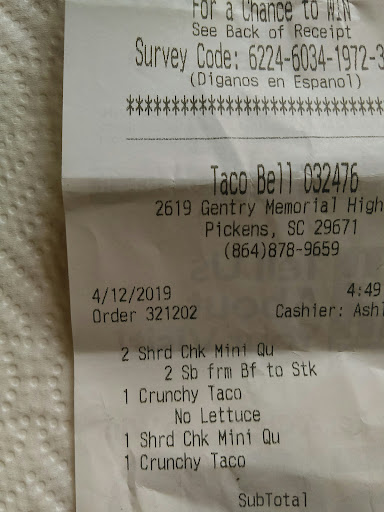 For a Chance to WIN
See Back of Receipt
Survey Code: 6224-6034-1972-3
(Diganos en Espanol)
************************************
Taco Bell 032476
2619 Gentry Memorial High
Pickens, SC 29671
(864)878-9659
4/12/2019 4:49
Order 321202 Cashier: Ashl
2 Shrd Chk Mini Qu
2 Sb frm Bf to Stk
1 Crunchy Taco
No Lettuce
1 Shrd Chk Mini Qu
1 Crunchy Taco
SubTotal